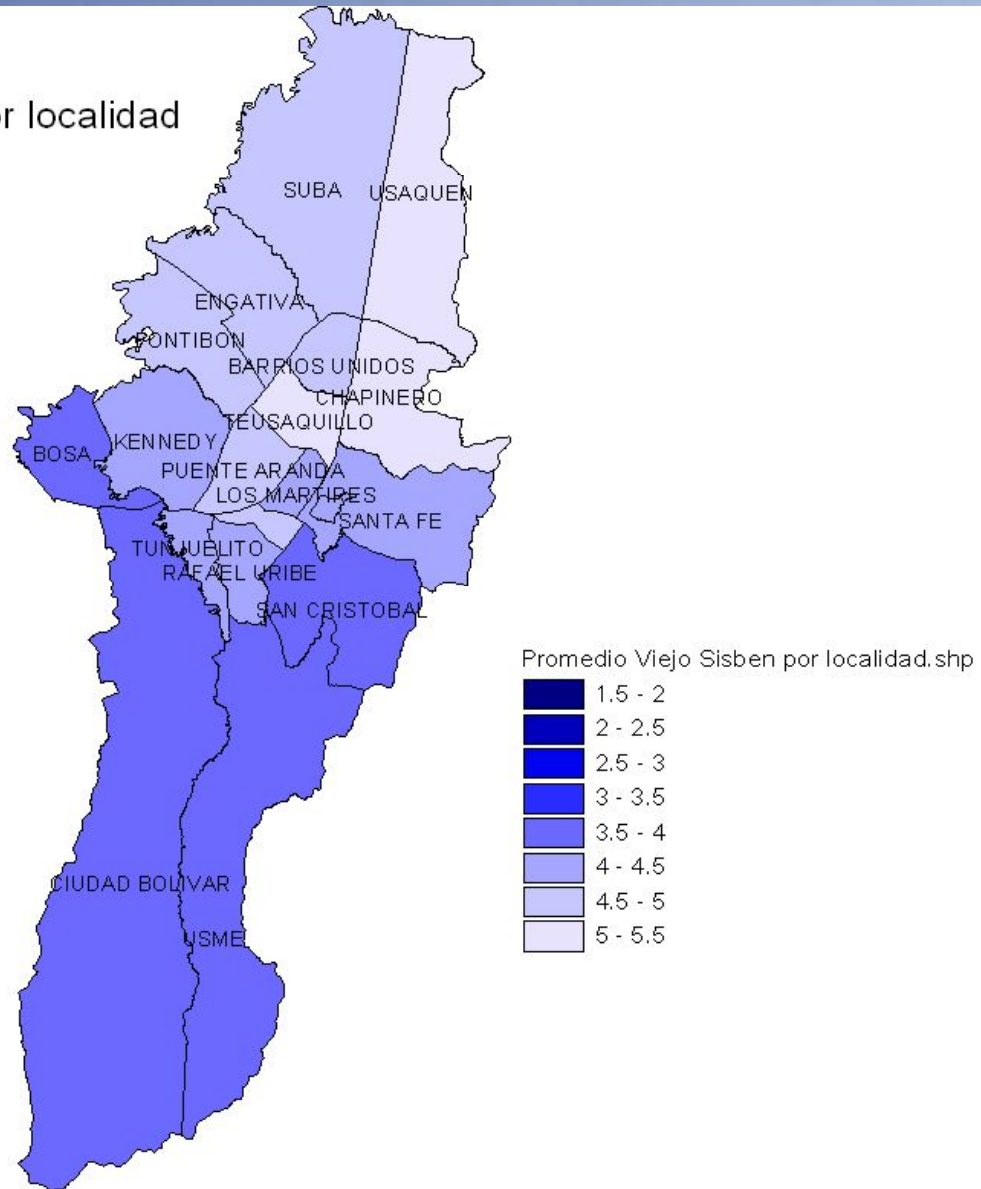 r localidad
SUBA
USAQUEN
ENGATIVA
FONTIBON
BARRIOS UNIDOS
CHAPINERO
TEUSAQUILLO
KENNEDY
BOSA
PUENTE ARANDA
LOS MARTIRES
SANTA FE
TUNJUELITO
RAFAEL URIBE
SAN CRISTOBAL
CIUDAD BOLIVAR
USME
Promedio Viejo Sisben por localidad.shp
1.5 - 2
2 - 2.5
2.5 - 3
3 - 3.5
3.5 - 4
4 - 4.5
4.5 - 5
5 - 5.5